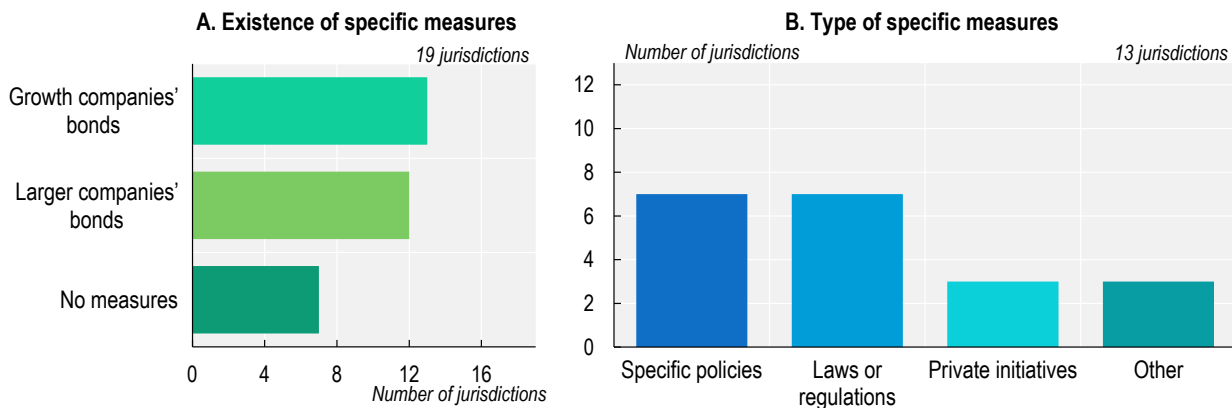 A. Existence of specific measures
19 jurisdictions
Growth companies’
bonds
Larger companies’
bonds
No measures
0 4 8 12 16
Number of jurisdictions
B. Type of specific measures
Number of jurisdictions 13 jurisdictions
12
10
8
6
4
2
0
Specific policies
Laws or
regulations
Private initiatives
Other